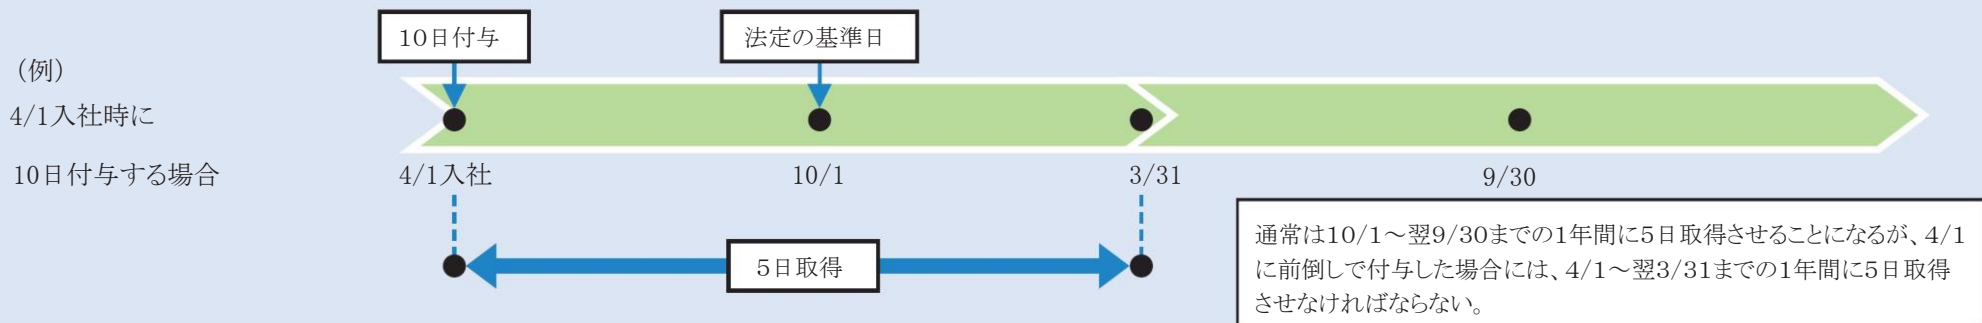 10日付与
法定の基準日
（例）
4/1入社時に
10日付与する場合
4/1入社
10/1
3/31
9/30
5日取得
通常は10/1～翌9/30までの1年間に5日取得させることになるが、4/1
に前倒しで付与した場合には、4/1～翌3/31までの1年間に5日取得
させなければならない。